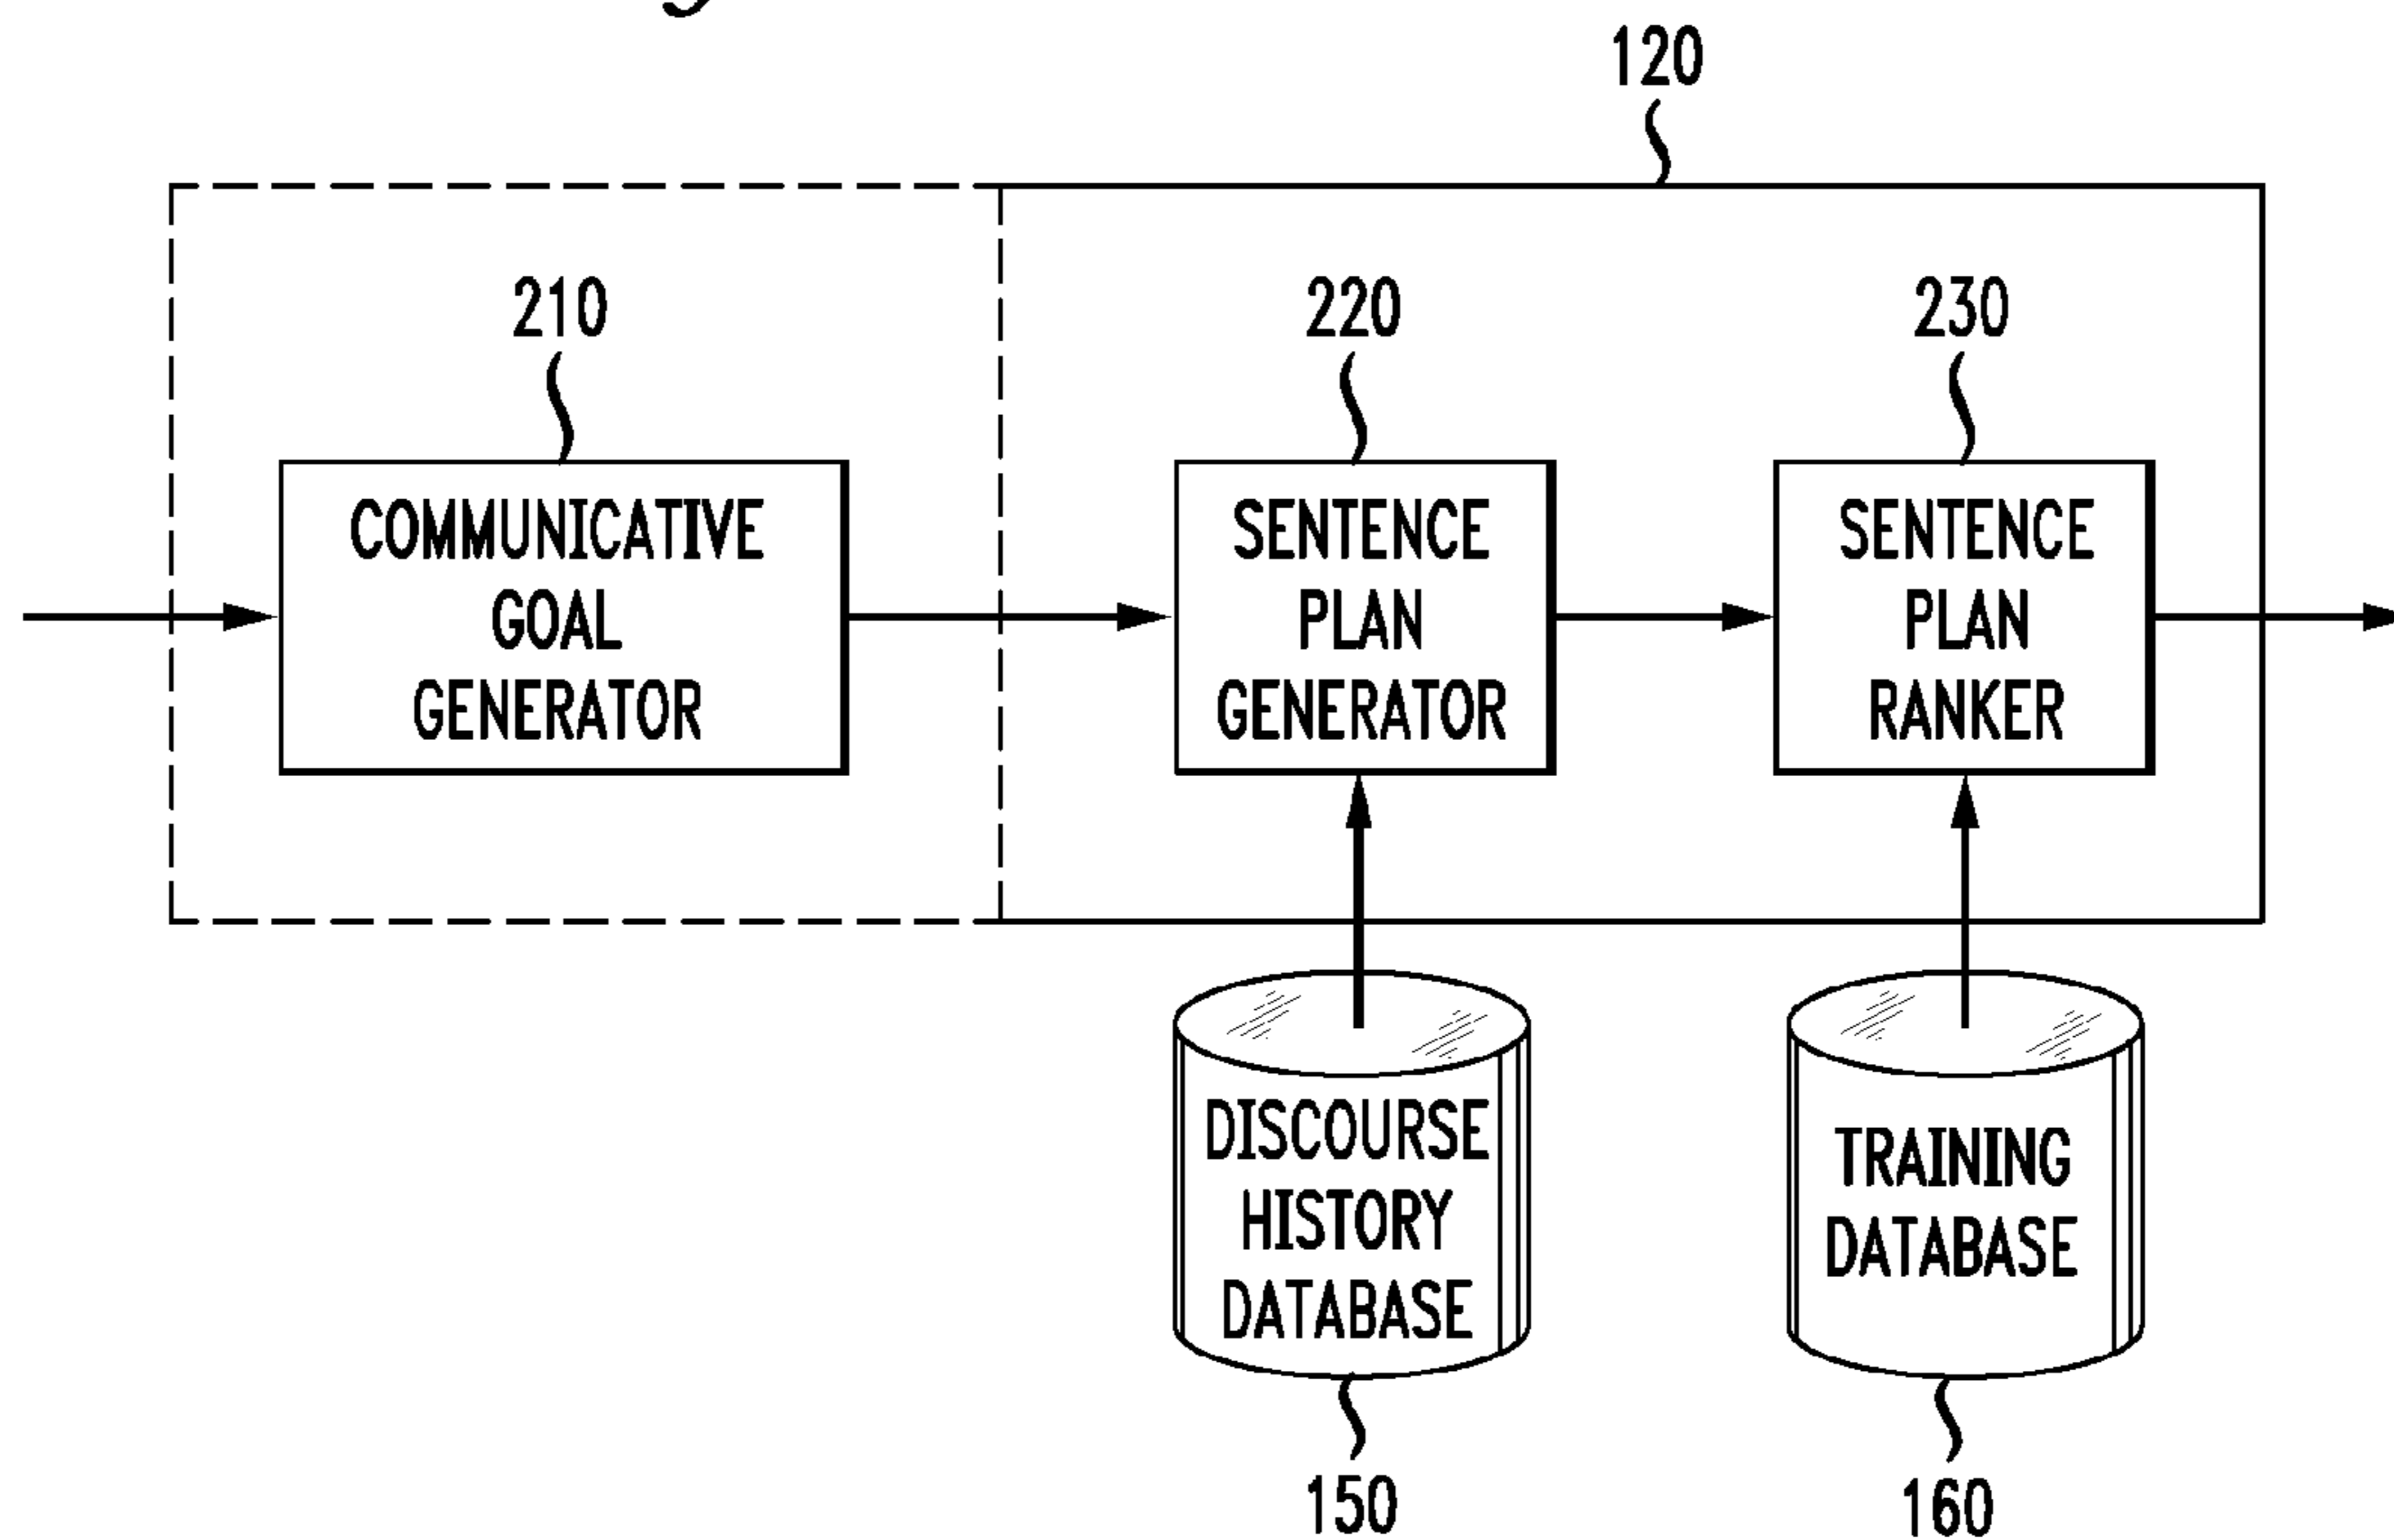 120
210
220
230
COMMUNICATIVE
GOAL
GENERATOR
SENTENCE
PLAN
GENERATOR
SENTENCE
PLAN
RANKER
DISCOURSE
HISTORY
DATABASE
TRAINING
DATABASE
150
160